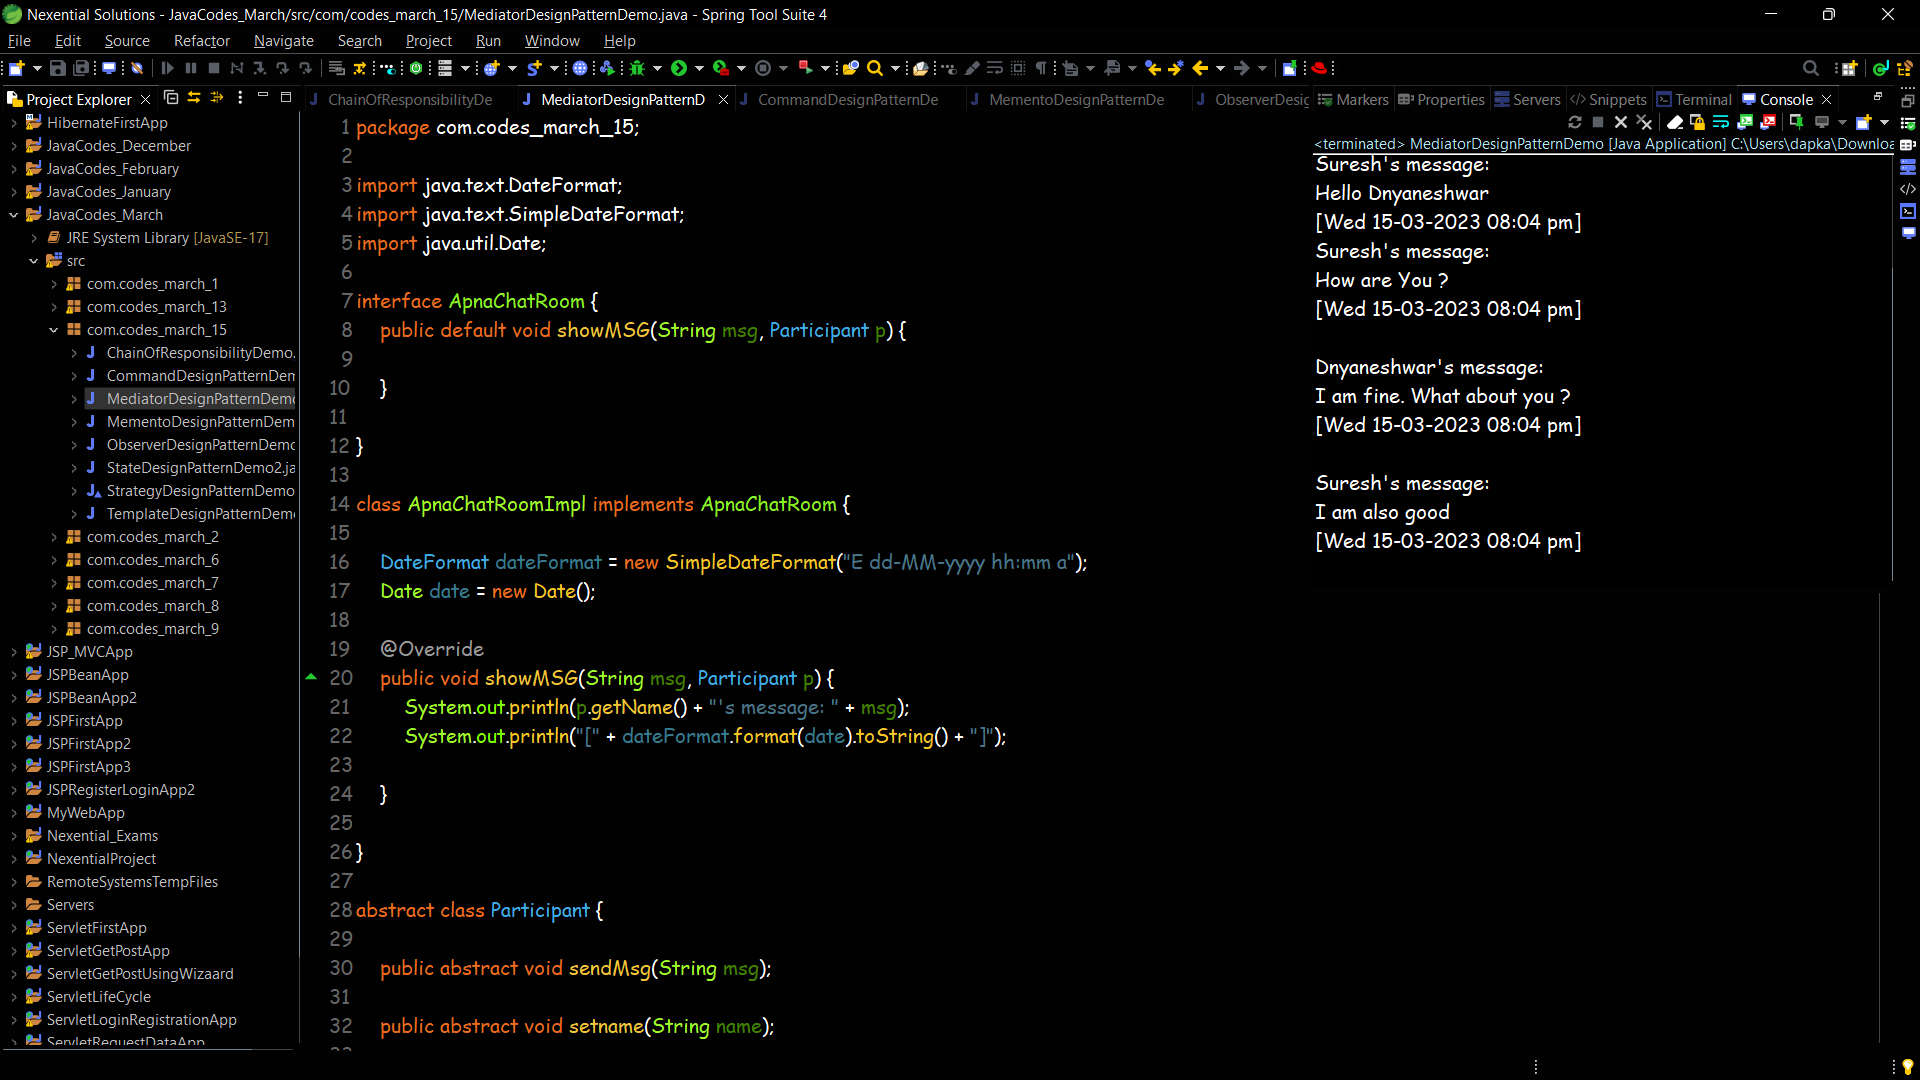 Nexential Solutions - JavaCodes_March/src/com/codes_march_15/MediatorDesignPatternDemo.java - Spring Tool Suite 4
File Edit Source Refactor Navigate Search Project Run Window Help
Project Explorer
HibernateFirstApp
JavaCodes_December
JavaCodes_February
JavaCodes_January
JavaCodes_March
JRE System Library [JavaSE-17]
src
com.codes_march_1
com.codes_march_13
com.codes_march_15
ChainOfResponsibilityDemo.
CommandDesignPatternDem
MediatorDesignPatternDemo
MementoDesignPatternDem
ObserverDesignPatternDemo
StateDesignPatternDemo2.ja
StrategyDesignPatternDemo
TemplateDesignPatternDemo
com.codes_march_2
com.codes_march_6
com.codes_march_7
com.codes_march_8
com.codes_march_9
JSP_MVCApp
JSPBeanApp
JSPBeanApp2
JSPFirstApp
JSPFirstApp2
JSPFirstApp3
JSPRegisterLoginApp2
MyWebApp
Nexential_Exams
NexentialProject
RemoteSystemsTempFiles
Servers
ServletFirstApp
ServletGetPostApp
ServletGetPostUsingWizaard
ServletLifeCycle
ServletLoginRegistrationApp
ServletRequestDataApp
ChainOfResponsibilityDe MediatorDesignPatternD CommandDesignPatternDe MementoDesignPatternDe ObserverDesig
1 package com.codes_march_15;
2
3 import java.text.DateFormat;
4 import java.text.SimpleDateFormat;
5 import java.util.Date;
6
7 interface ApnaChatRoom {
8 public default void showMSG(String msg, Participant p) {
9
10 }
11
12 }
13
14 class ApnaChatRoomImpl implements ApnaChatRoom {
15
16 DateFormat dateFormat = new SimpleDateFormat("E dd-MM-yyyy hh:mm a");
17 Date date = new Date();
18
19 @Override
20 public void showMSG(String msg, Participant p) {
21 System.out.println(p.getName() + "'s message: " + msg);
22 System.out.println("[" + dateFormat.format(date).toString() + "]");
23
24 }
25
26 }
27
28 abstract class Participant {
29
30 public abstract void sendMsg(String msg);
31
32 public abstract void setname(String name);
Markers Properties Servers Snippets Terminal Console
<terminated> MediatorDesignPatternDemo [Java Application] C:\Users\dapka\Downloa
Suresh's message:
Hello Dnyaneshwar
[Wed 15-03-2023 08:04 pm]
Suresh's message:
How are You ?
[Wed 15-03-2023 08:04 pm]
Dnyaneshwar's message:
I am fine. What about you ?
[Wed 15-03-2023 08:04 pm]
Suresh's message:
I am also good
[Wed 15-03-2023 08:04 pm]